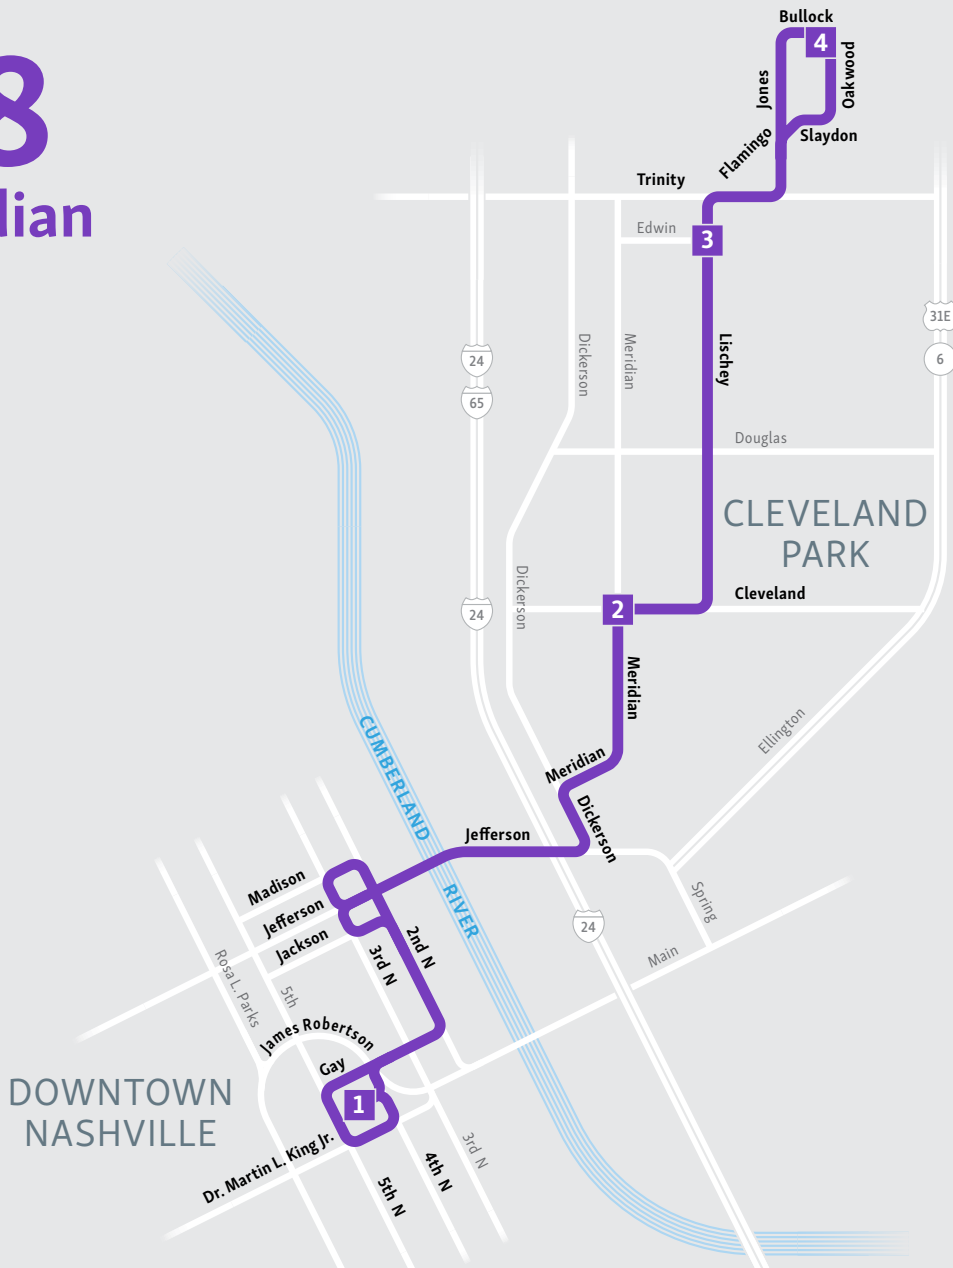 Bullock
4
8
Jones
Oakwood
Flamingo
Slaydon
Trinity
dian
Edwin
3
31E
24
Dickerson
Meridian
Lischey
6
65
Douglas
CLEVELAND
PARK
Dickerson
24
2
Cleveland
Meridian
CUMBERLAND
RIVER
Ellington
Meridian
Dickerson
Jefferson
Madison
Jefferson
Jackson
Spring
2nd N
3rd N
24
Main
Rosa L. Parks
5th
James Robertson
Gay
DOWNTOWN
NASHVILLE
1
Dr. Martin L. King Jr.
3rd N
4th N
5th N